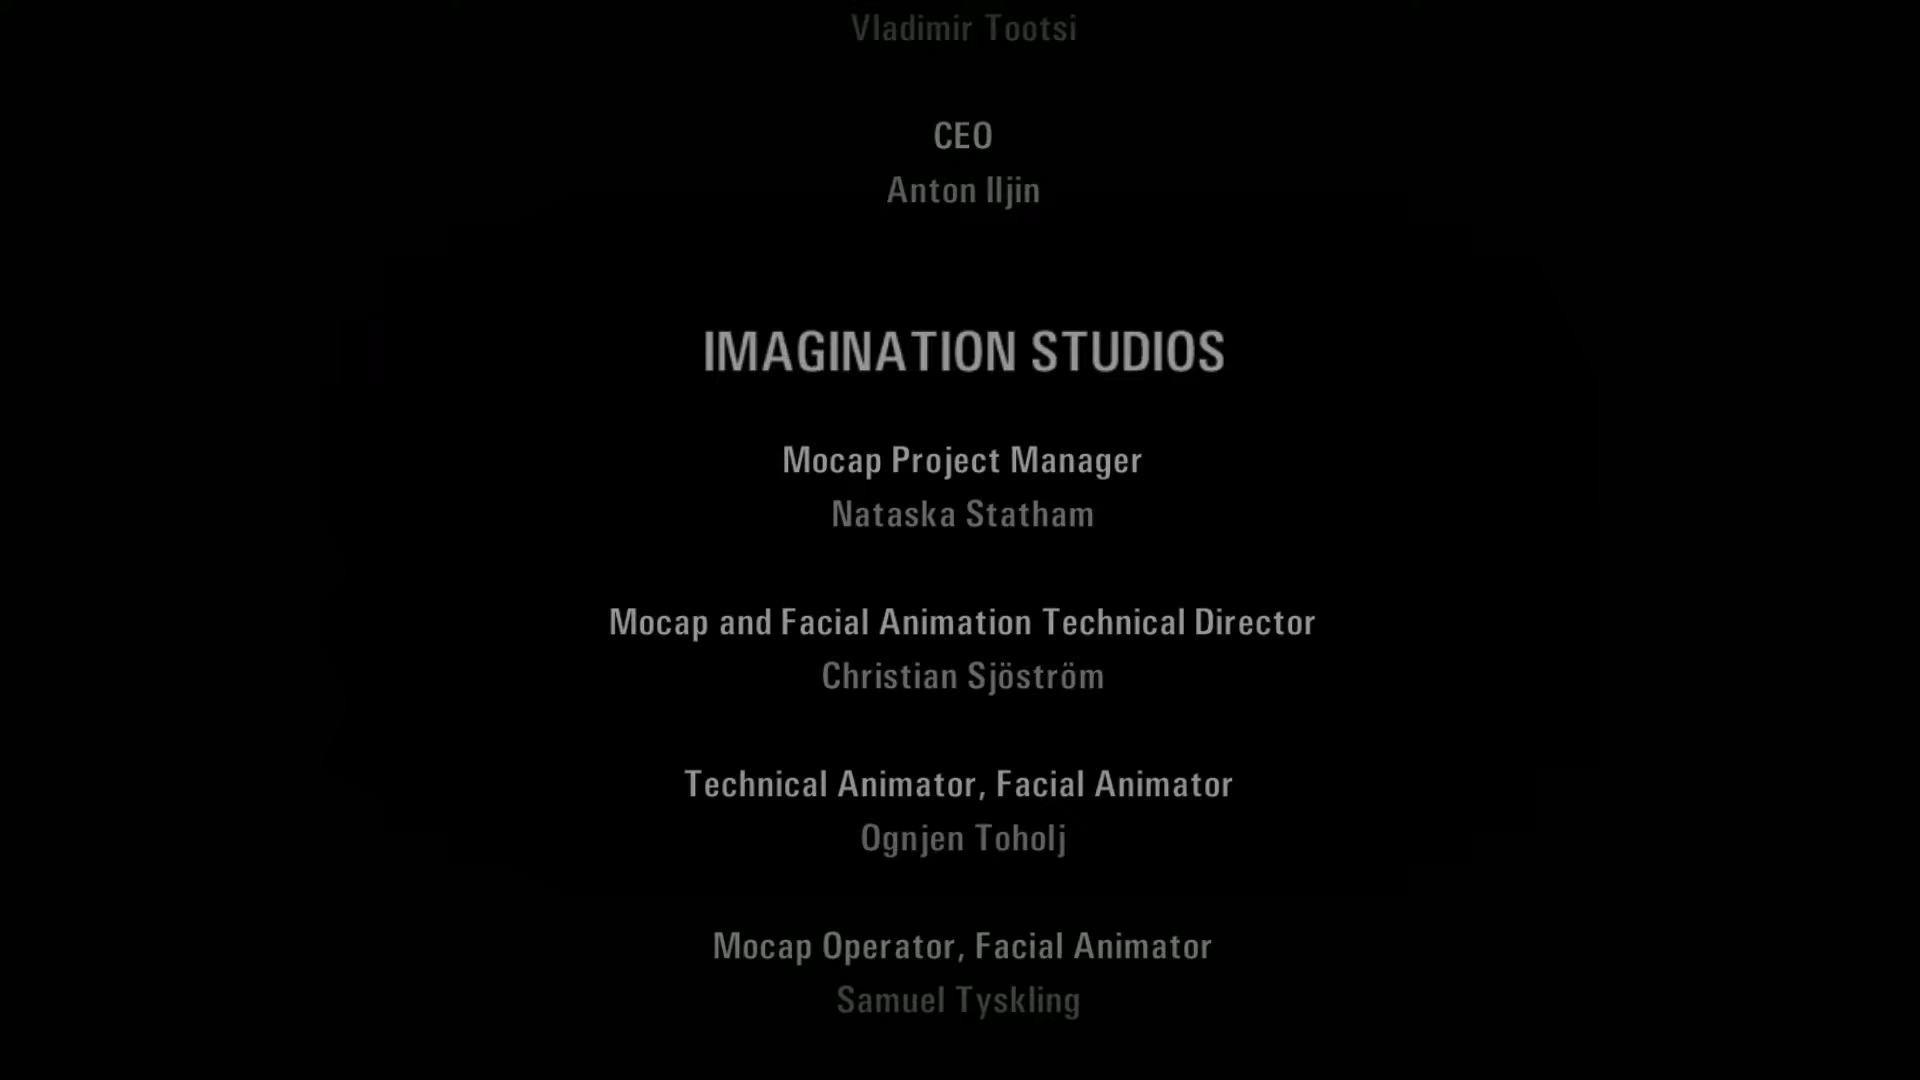 Vladimir Tootsi
CEO
Anton Iljin
IMAGINATION STUDIOS
Mocap Project Manager
Nataska Statham
Mocap and Facial Animation Technical Director
Christian Sjöström
Technical Animator, Facial Animator
Ognjen Toholj
Mocap Operator, Facial Animator
Samuel Tyskling